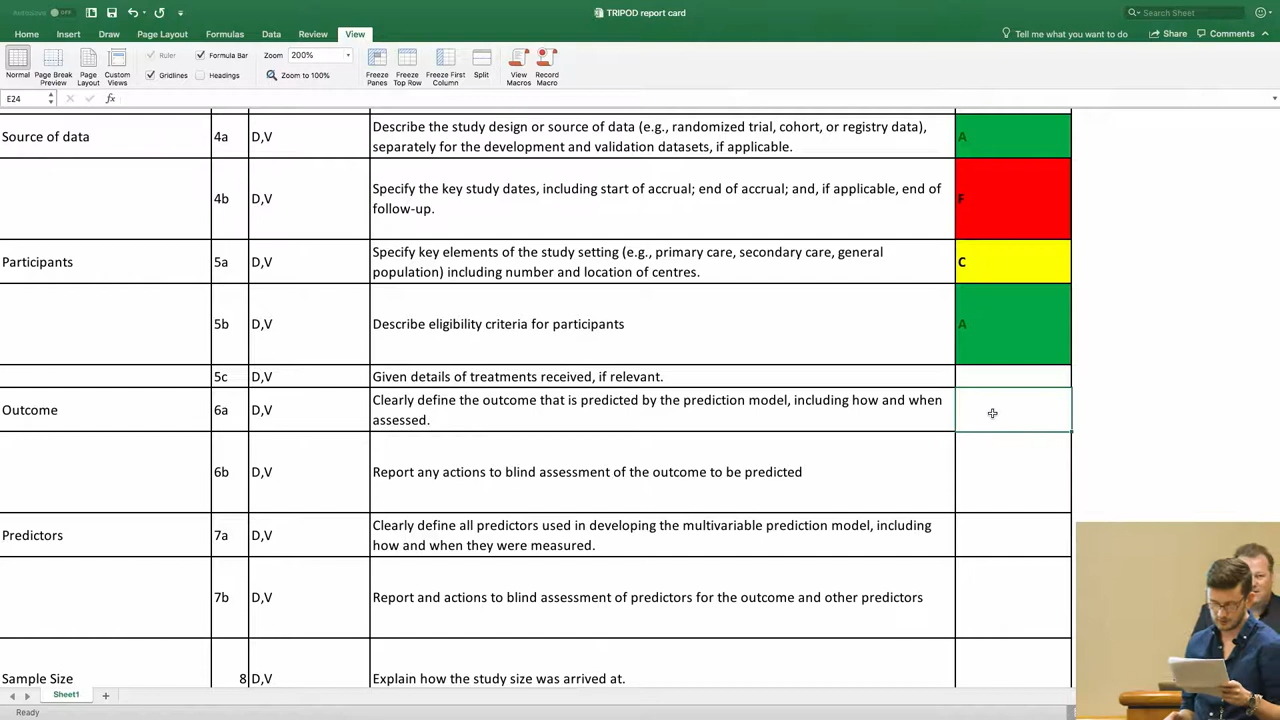 AutoSave OFF
TRIPOD report card
Search Sheet
Home Insert Draw Page Layout Formulas Data Review View
Tell me what you want to do Share Comments
Normal
Page Break Preview
Page Layout
Custom Views
Ruler
Formula Bar
Gridlines
Headings
Zoom 200%
Zoom to 100%
Freeze Panes
Freeze Top Row
Freeze First Column
Split
View Macros
Record Macro
E24 fx
Source of data 4a D,V Describe the study design or source of data (e.g., randomized trial, cohort, or registry data), A
separately for the development and validation datasets, if applicable.
4b D,V Specify the key study dates, including start of accrual; end of accrual; and, if applicable, end of F
follow-up.
Participants 5a D,V Specify key elements of the study setting (e.g., primary care, secondary care, general C
population) including number and location of centres.
5b D,V Describe eligibility criteria for participants A
5c D,V Given details of treatments received, if relevant.
Outcome 6a D,V Clearly define the outcome that is predicted by the prediction model, including how and when
assessed.
6b D,V Report any actions to blind assessment of the outcome to be predicted
Predictors 7a D,V Clearly define all predictors used in developing the multivariable prediction model, including
how and when they were measured.
7b D,V Report and actions to blind assessment of predictors for the outcome and other predictors
Sample Size 8 D,V Explain how the study size was arrived at.
Sheet1
Ready